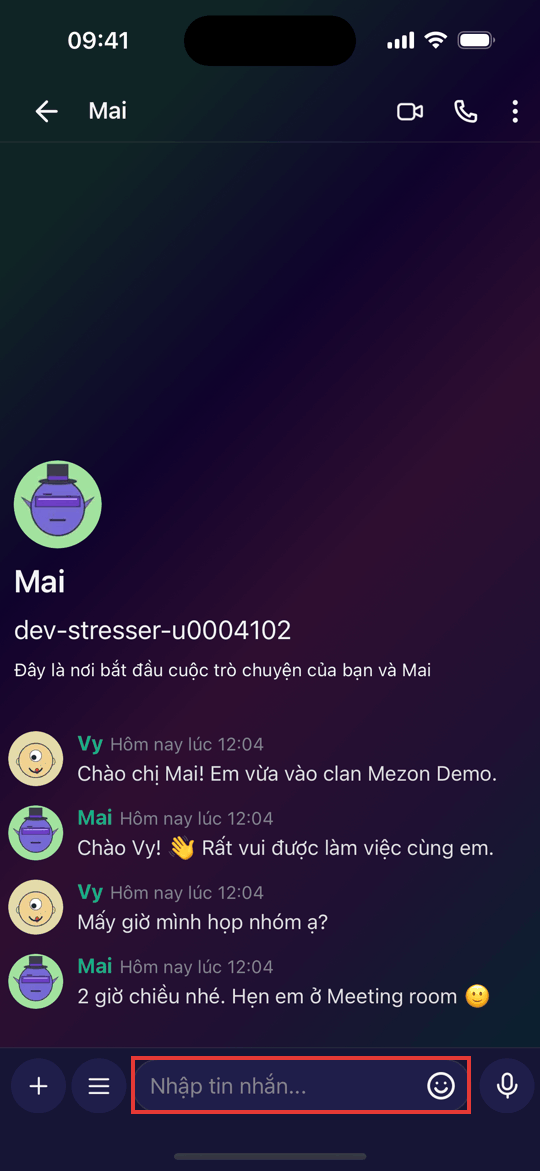 09:41
Mai
Mai
dev-stresser-u0004102
Đây là nơi bắt đầu cuộc trò chuyện của bạn và Mai
Vy Hôm nay lúc 12:04
Chào chị Mai! Em vừa vào clan Mezon Demo.
Mai Hôm nay lúc 12:04
Chào Vy! 👋 Rất vui được làm việc cùng em.
Vy Hôm nay lúc 12:04
Mấy giờ mình họp nhóm ạ?
Mai Hôm nay lúc 12:04
2 giờ chiều nhé. Hẹn em ở Meeting room 🙂
Nhập tin nhắn...